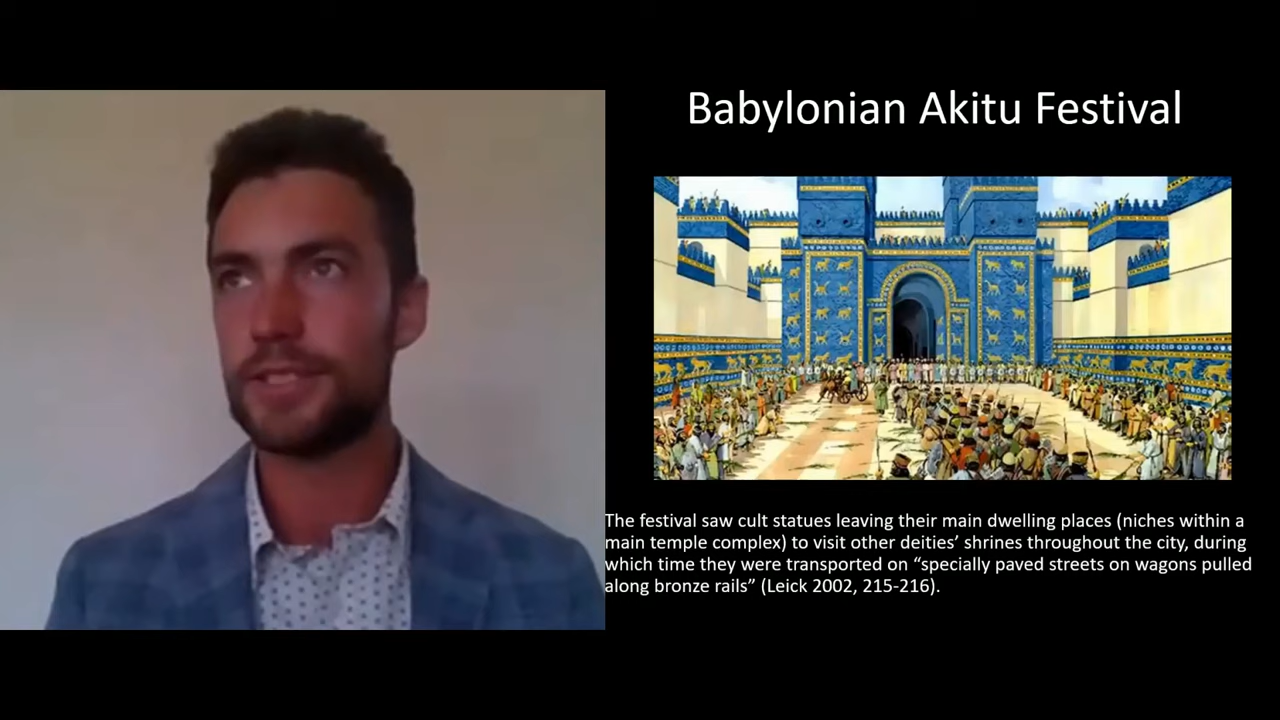 Babylonian Akitu Festival
The festival saw cult statues leaving their main dwelling places (niches within a
main temple complex) to visit other deities’ shrines throughout the city, during
which time they were transported on “specially paved streets on wagons pulled
along bronze rails” (Leick 2002, 215-216).